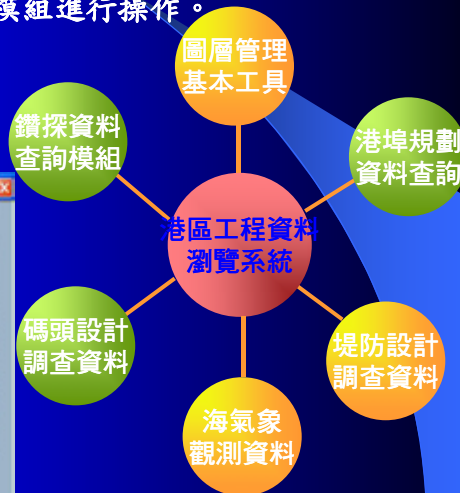 模組進行操作。
圖層管理
基本工具
鑽探資料
查詢模組
港埠規劃
資料查詢
港區工程資料
瀏覽系統
碼頭設計
調查資料
堤防設計
調查資料
海氣象
觀測資料